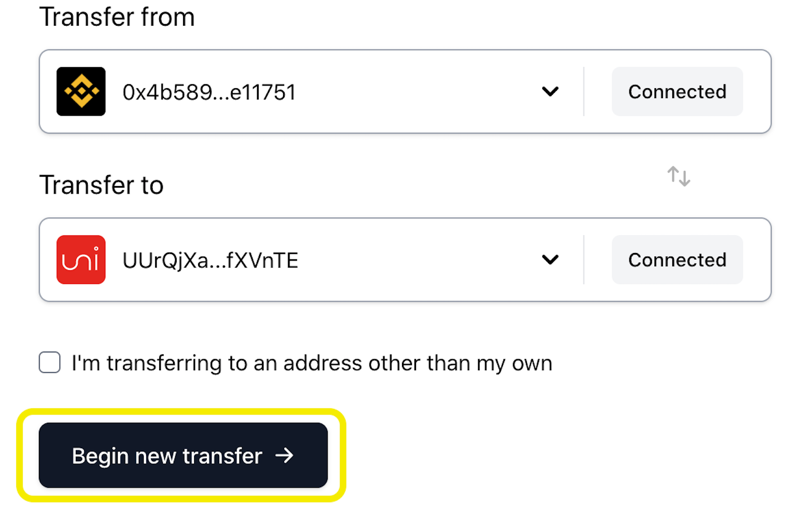 Transfer from
0x4b589...e11751
Connected
Transfer to
uni
UUrQjXa...fXVnTE
Connected
I'm transferring to an address other than my own
Begin new transfer →